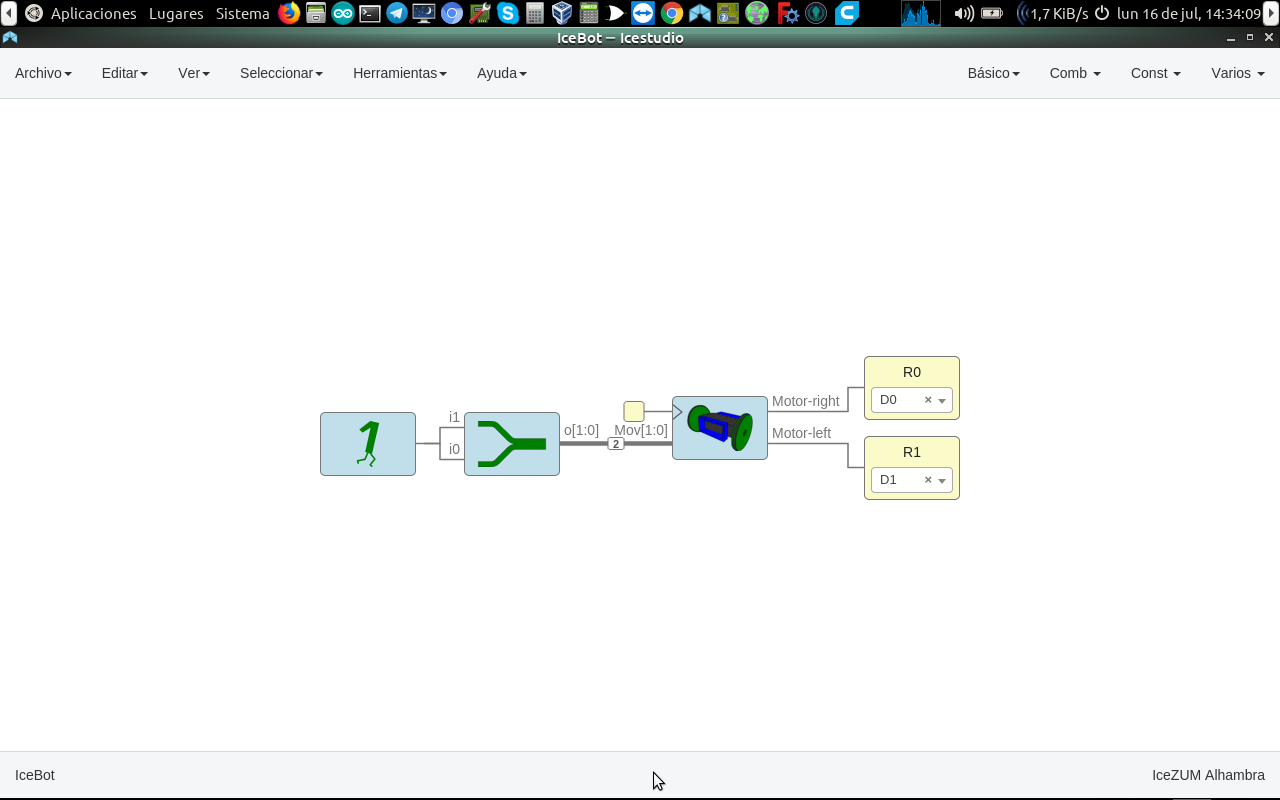 Aplicaciones Lugares Sistema 1,7 KiB/s lun 16 de jul, 14:34:09
IceBot – Icestudio
Archivo Editar Ver Seleccionar Herramientas Ayuda Básico Comb Const Varios
R0
D0 ×
Motor-right
i1
o[1:0] Mov[1:0]
Motor-left
2
i0
R1
D1 ×
IceBot IceZUM Alhambra